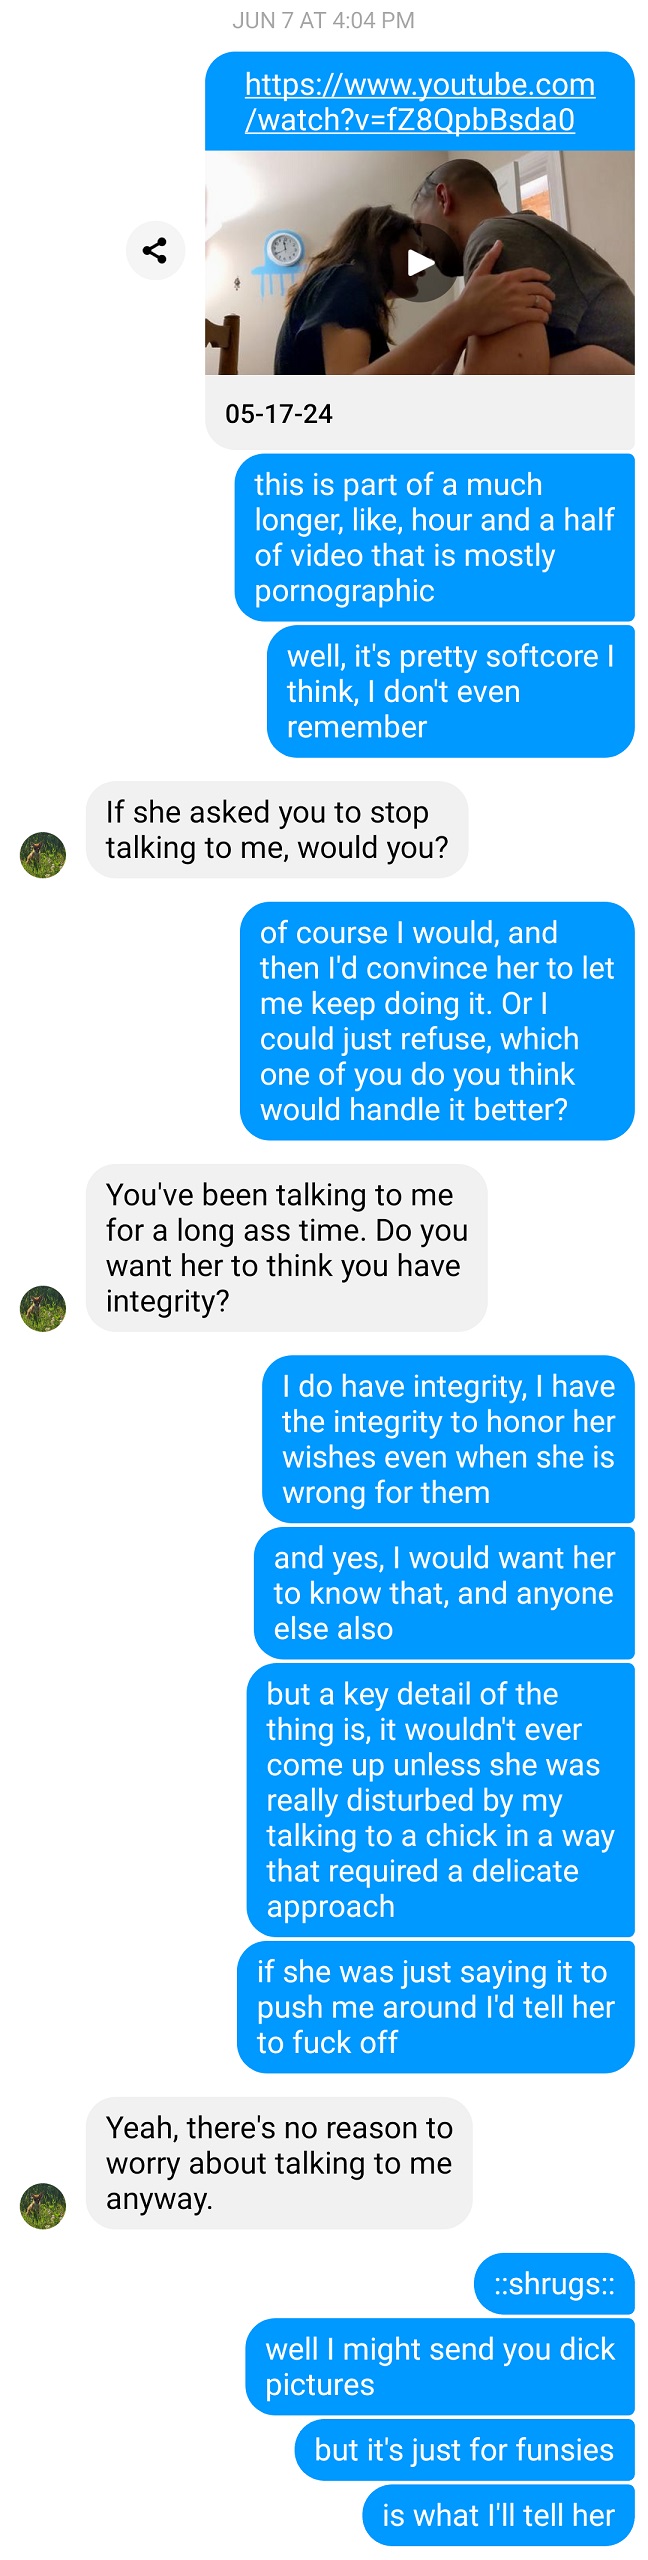 JUN 7 AT 4:04 PM
https://www.youtube.com
/watch?v=fZ8QpbBsda0
05-17-24
this is part of a much
longer, like, hour and a half
of video that is mostly
pornographic
well, it's pretty softcore I
think, I don't even
remember
If she asked you to stop
talking to me, would you?
of course I would, and
then I'd convince her to let
me keep doing it. Or I
could just refuse, which
one of you do you think
would handle it better?
You've been talking to me
for a long ass time. Do you
want her to think you have
integrity?
I do have integrity, I have
the integrity to honor her
wishes even when she is
wrong for them
and yes, I would want her
to know that, and anyone
else also
but a key detail of the
thing is, it wouldn't ever
come up unless she was
really disturbed by my
talking to a chick in a way
that required a delicate
approach
if she was just saying it to
push me around I'd tell her
to fuck off
Yeah, there's no reason to
worry about talking to me
anyway.
::shrugs::
well I might send you dick
pictures
but it's just for funsies
is what I'll tell her